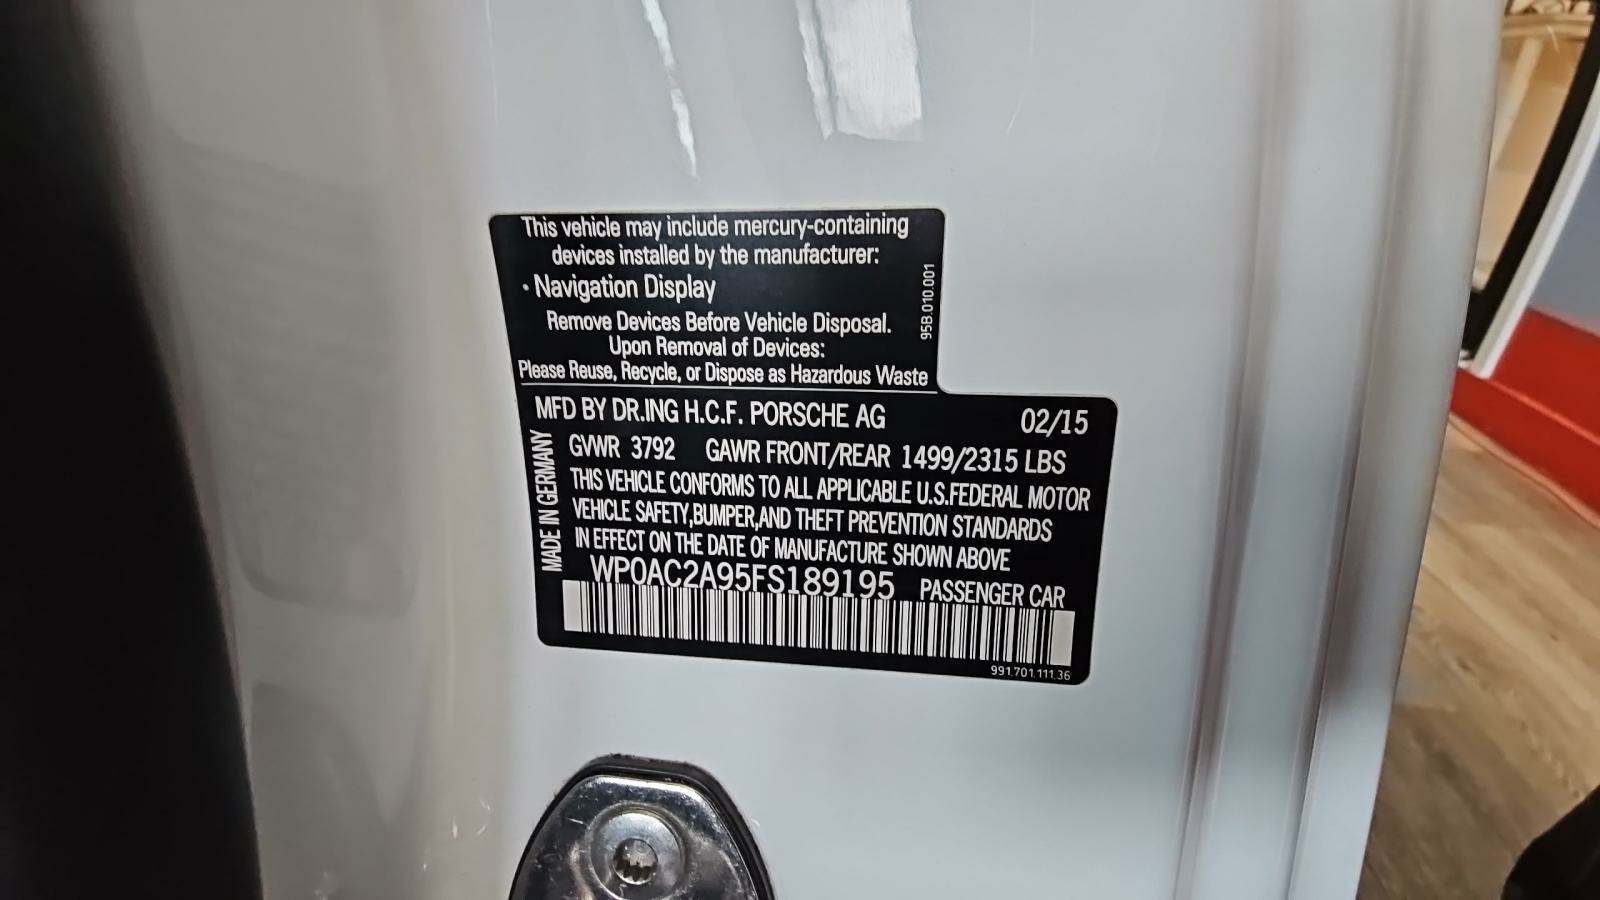 This vehicle may include mercury-containing
devices installed by the manufacturer:
· Navigation Display
Remove Devices Before Vehicle Disposal.
Upon Removal of Devices:
Please Reuse, Recycle, or Dispose as Hazardous Waste
95B.010.001
MFD BY DR.ING H.C.F. PORSCHE AG 02/15
GVWR 3792 GAWR FRONT/REAR 1499/2315 LBS
THIS VEHICLE CONFORMS TO ALL APPLICABLE U.S.FEDERAL MOTOR
VEHICLE SAFETY,BUMPER,AND THEFT PREVENTION STANDARDS
IN EFFECT ON THE DATE OF MANUFACTURE SHOWN ABOVE
MADE IN GERMANY
WP0AC2A95FS189195 PASSENGER CAR
991.701.111.36